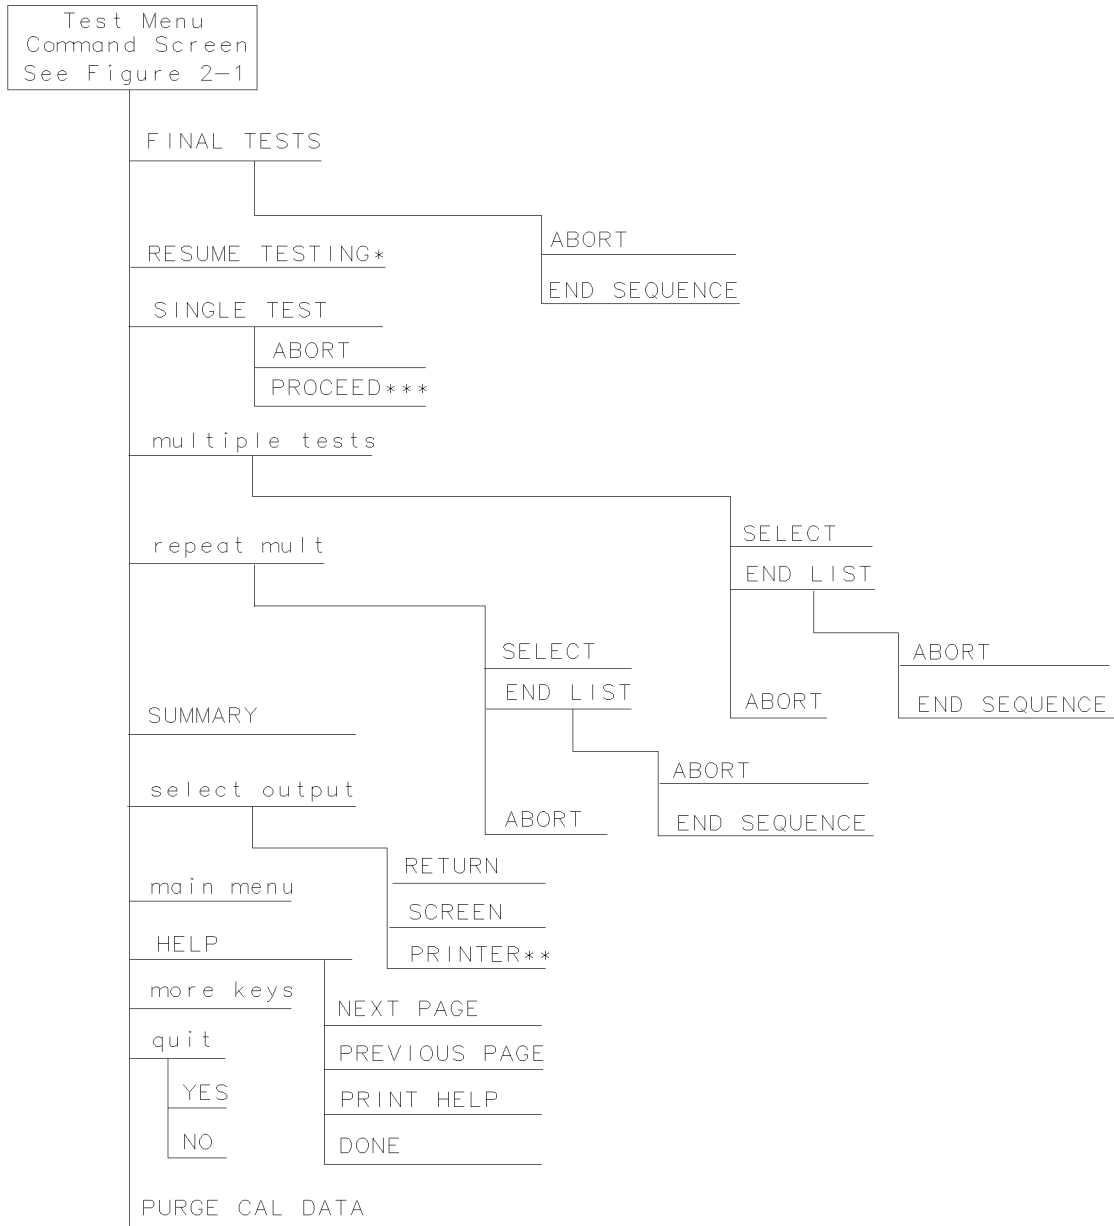 Test Menu
Command Screen
See Figure 2-1
FINAL TESTS
ABORT
END SEQUENCE
RESUME TESTING*
SINGLE TEST
ABORT
PROCEED***
multiple tests
SELECT
END LIST
ABORT
END SEQUENCE
ABORT
repeat mult
SELECT
END LIST
ABORT
END SEQUENCE
ABORT
SUMMARY
select output
RETURN
SCREEN
PRINTER**
main menu
HELP
NEXT PAGE
PREVIOUS PAGE
PRINT HELP
DONE
more keys
quit
YES
NO
PURGE CAL DATA